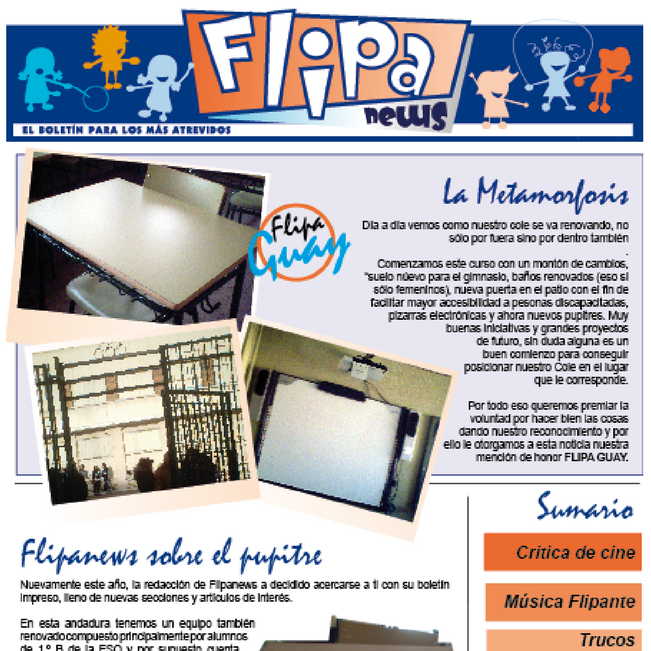 Flipa
news
EL BOLETÍN PARA LOS MÁS ATREVIDOS
La Metamorfosis
Flipa
Guay
Día a día vemos como nuestro cole se va renovando, no
sólo por fuera sino por dentro también
.
Comenzamos este curso con un montón de cambios,
"suelo núevo para el gimnasio, baños renovados (eso si
sólo femeninos), nueva puerta en el patio con el fin de
facilitar mayor accesibilidad a pesonas discapacitadas,
pizarras electrónicas y ahora nuevos pupitres. Muy
buenas iniciativas y grandes proyectos
de futuro, sin duda alguna es un
buen comienzo para conseguir
posicionar nuestro Cole en el lugar
que le corresponde.
Por todo eso queremos premiar la
voluntad por hacer bien las cosas
dando nuestro reconocimiento y por
ello le otorgamos a esta noticia nuestra
mención de honor FLIPA GUAY.
Flipanews sobre el pupitre
Nuevamente este año, la redacción de Flipanews a decidido acercarse a ti con su boletín
impreso, lleno de nuevas secciones y artículos de interés.
En esta andadura tenemos un equipo también
renovado compuesto principalmente por alumnos
de 1º B de la ESO y por supuesto cuenta
Sumario
Critica de cine
Música Flipante
Trucos